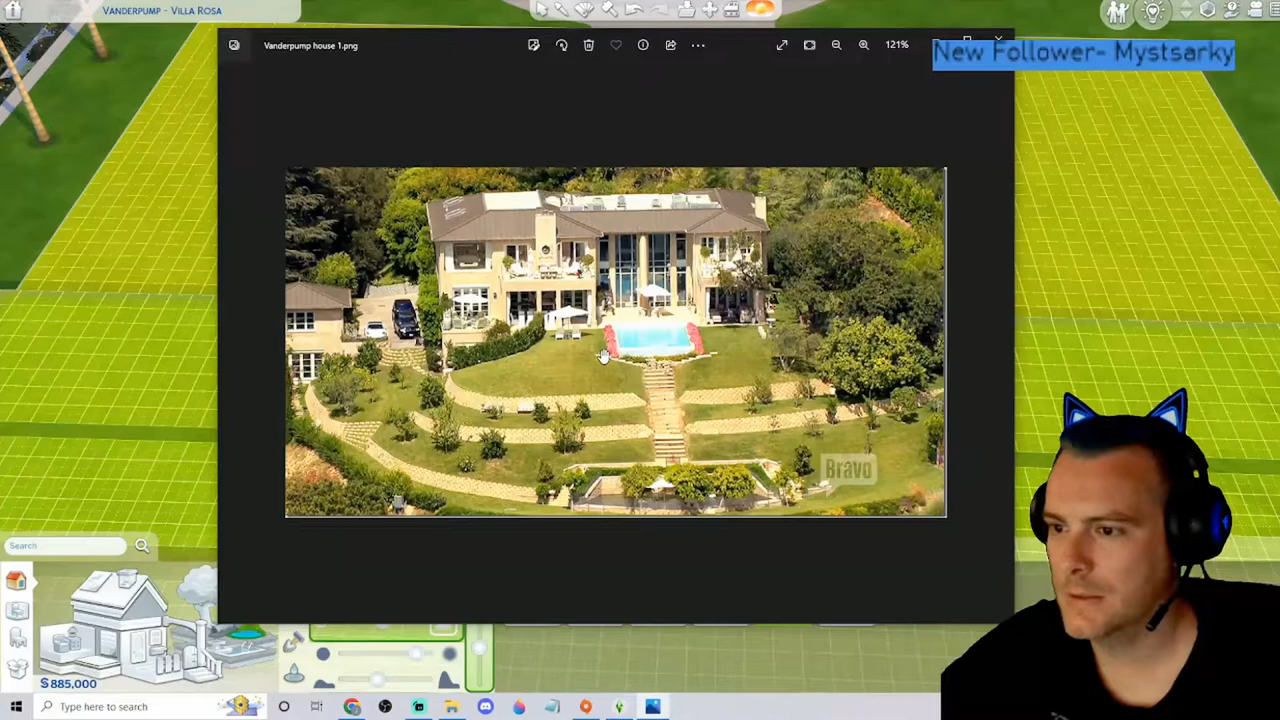 VANDERPUMP - VILLA ROSA
Vanderpump house 1.png
121%
New Follower- Mystsarky
Bravo
Search
$885,000
Type here to search